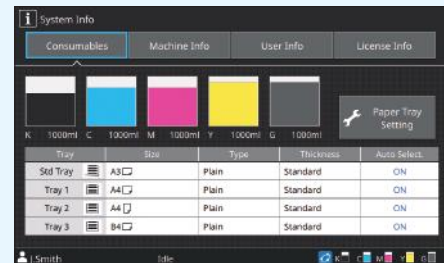 i System Info
Consumables Machine Info User Info License Info
K 1000ml C 1000ml M 1000ml Y 1000ml G 1000ml
Paper Tray
Setting
Tray Size Type Thickness Auto Select.
Std Tray A3 Plain Standard ON
Tray 1 A4 Plain Standard ON
Tray 2 A4 Plain Standard ON
Tray 3 B4 Plain Standard ON
J.Smith Idle K C M Y G